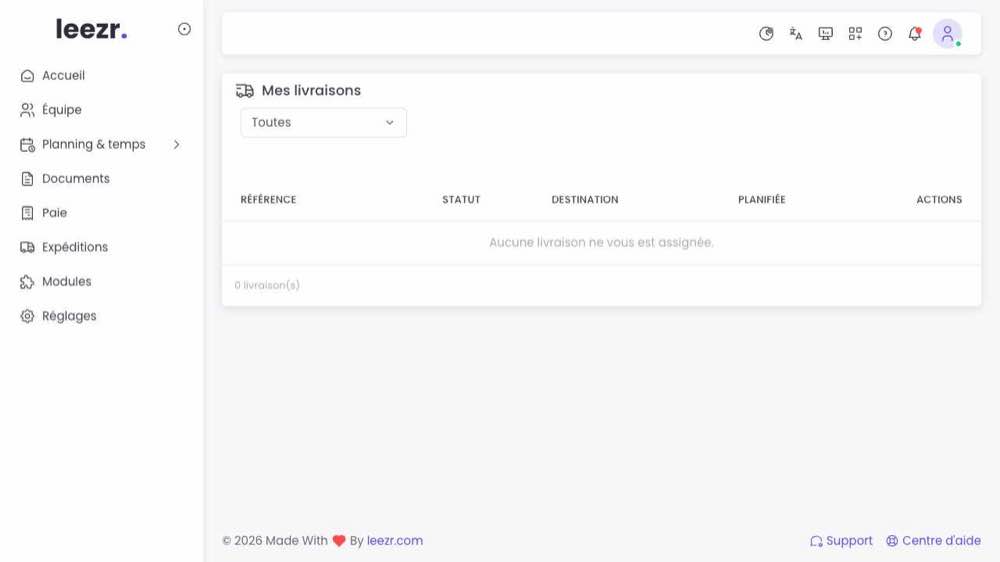 leezr.
Accueil
Équipe
Planning & temps
Documents
Paie
Expéditions
Modules
Réglages
Mes livraisons
Toutes
RÉFÉRENCE STATUT DESTINATION PLANIFIÉE ACTIONS
Aucune livraison ne vous est assignée.
0 livraison(s)
© 2026 Made With ❤ By leezr.com
Support Centre d'aide